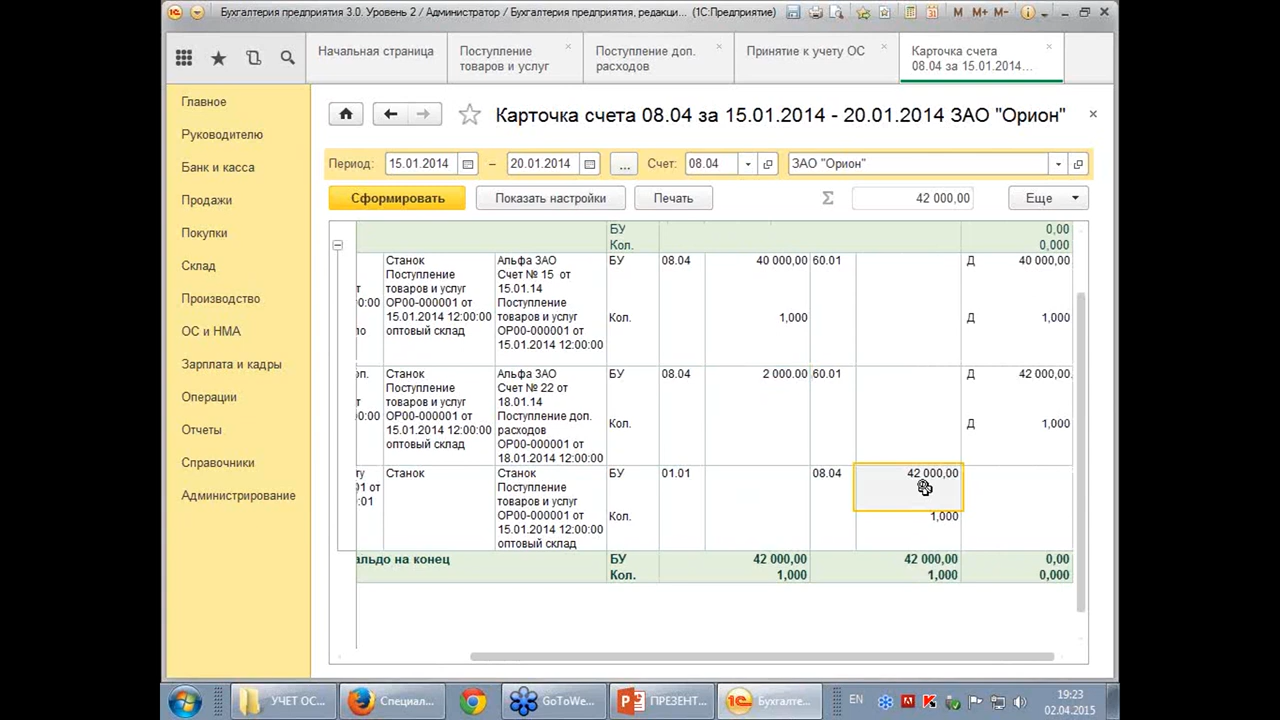 Бухгалтерия предприятия 3.0. Уровень 2 / Администратор / Бухгалтерия предприятия, редакци... (1С:Предприятие)
M M+ M-
Начальная страница
Поступление
товаров и услуг
Поступление доп.
расходов
Принятие к учету ОС
Карточка счета
08.04 за 15.01.2014...
Главное
Руководителю
Банк и касса
Продажи
Покупки
Склад
Производство
ОС и НМА
Зарплата и кадры
Операции
Отчеты
Справочники
Администрирование
Карточка счета 08.04 за 15.01.2014 - 20.01.2014 ЗАО "Орион"
Период: 15.01.2014 – 20.01.2014 ... Счет: 08.04 ЗАО "Орион"
Сформировать Показать настройки Печать Σ 42 000,00 Еще
БУ 0,00
Кол. 0,000
Станок Альфа ЗАО БУ 08.04 40 000,00 60.01 Д 40 000,00
Поступление Счет № 15 от
т товаров и услуг 15.01.14
:00 ОР00-000001 от Поступление
15.01.2014 12:00:00 товаров и услуг Кол. 1,000 Д 1,000
ло оптовый склад ОР00-000001 от
15.01.2014 12:00:00
оп. Станок Альфа ЗАО БУ 08.04 2 000.00 60.01 Д 42 000,00.
Поступление Счет № 22 от
т товаров и услуг 18.01.14
:00 ОР00-000001 от Поступление доп.
15.01.2014 12:00:00 расходов Кол. Д 1,000
оптовый склад ОР00-000001 от
18.01.2014 12:00:00
ту Станок Станок БУ 01.01 08.04 42 000,00
01 от Поступление
:01 товаров и услуг
ОР00-000001 от Кол. 1,000
15.01.2014 12:00:00
оптовый склад
альдо на конец БУ 42 000,00 42 000,00 0,00
Кол. 1,000 1,000 0,000
УЧЕТ ОС... Специал... GoToWe... ПРЕЗЕНТ... Бухгалте... EN 19:23
02.04.2015